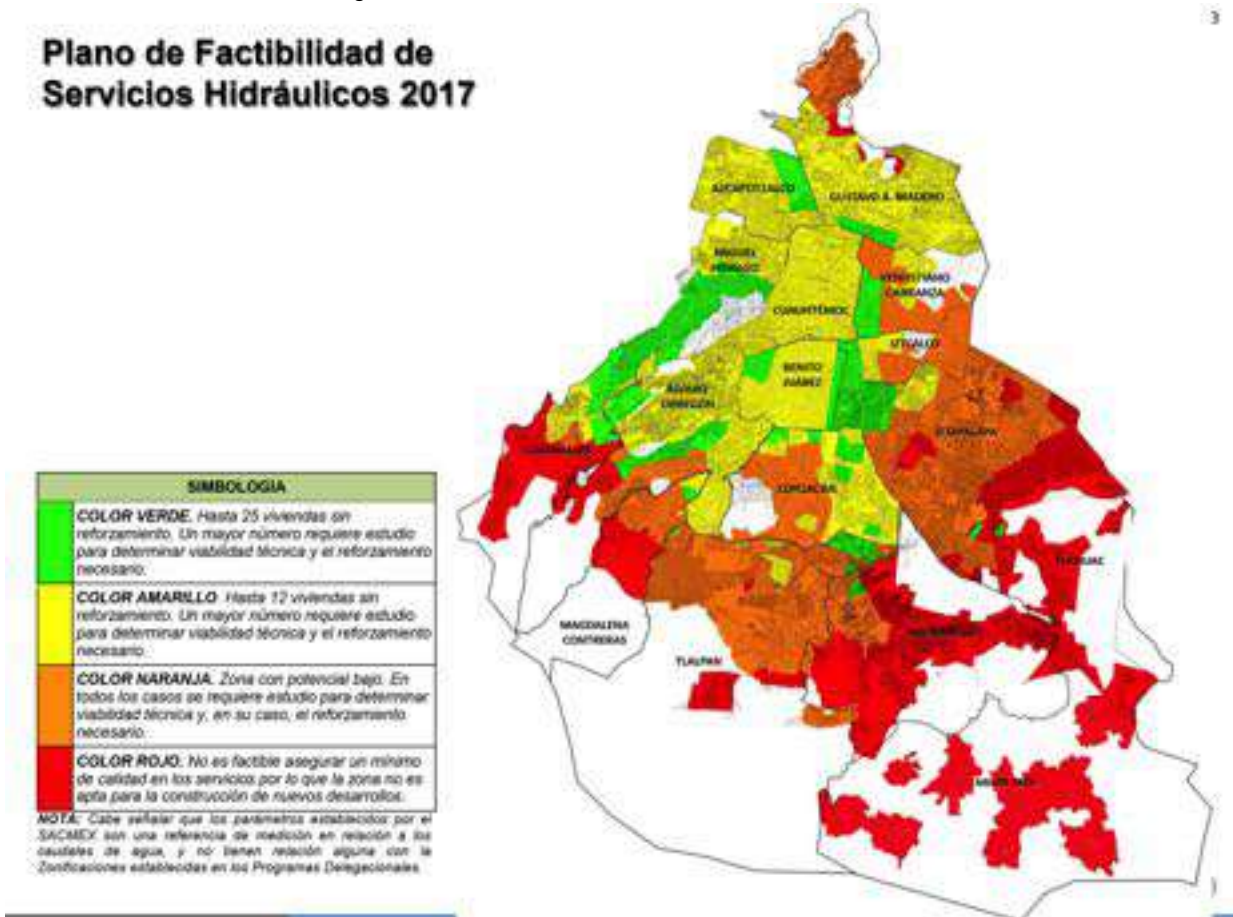 3
Plano de Factibilidad de
Servicios Hidráulicos 2017
AZCAPOTZALCO
GUSTAVO A. MADERO
MIGUEL
HIDALGO
VENUSTIANO
CARRANZA
CUAUHTÉMOC
IZTACALCO
BENITO
JUÁREZ
ÁLVARO
OBREGÓN
IZTAPALAPA
COYOACÁN
TLÁHUAC
MAGDALENA
CONTRERAS
TLALPAN
SIMBOLOGIA
COLOR VERDE. Hasta 25 viviendas sin
reforzamiento. Un mayor número requiere estudio
para determinar viabilidad técnica y el reforzamiento
necesario.
COLOR AMARILLO. Hasta 12 viviendas sin
reforzamiento. Un mayor número requiere estudio
para determinar viabilidad técnica y el reforzamiento
necesario.
COLOR NARANJA. Zona con potencial bajo. En
todos los casos se requiere estudio para determinar
viabilidad técnica y, en su caso, el reforzamiento
necesario.
COLOR ROJO. No es factible asegurar un mínimo
de calidad en los servicios por lo que la zona no es
apta para la construcción de nuevos desarrollos.
NOTA: Cabe señalar que los parámetros establecidos por el
SACMEX son una referencia de medición en relación a los
caudales de agua, y no tienen relación alguna con la
Zonificaciones establecidas en los Programas Delegacionales.